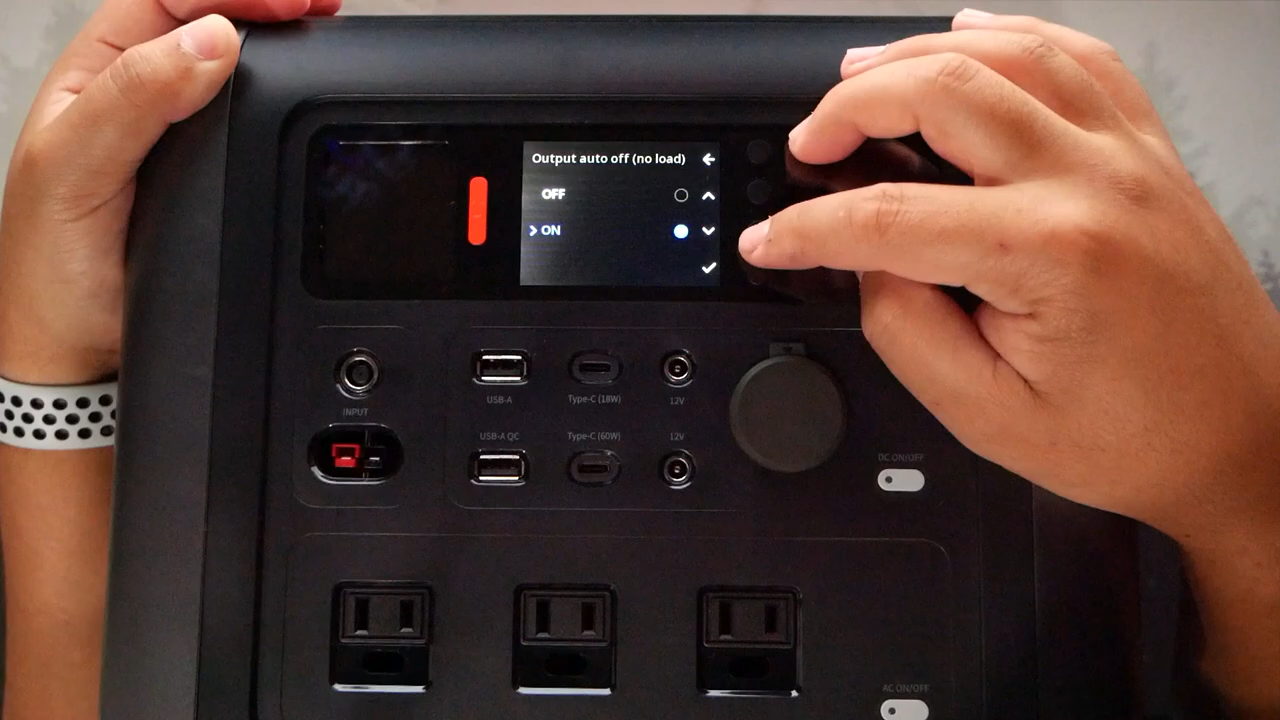 Output auto off (no load)
OFF
ON
INPUT
USB-A
Type-C (18W)
12V
USB-A QC
Type-C (60W)
12V
DC ON/OFF
AC ON/OFF